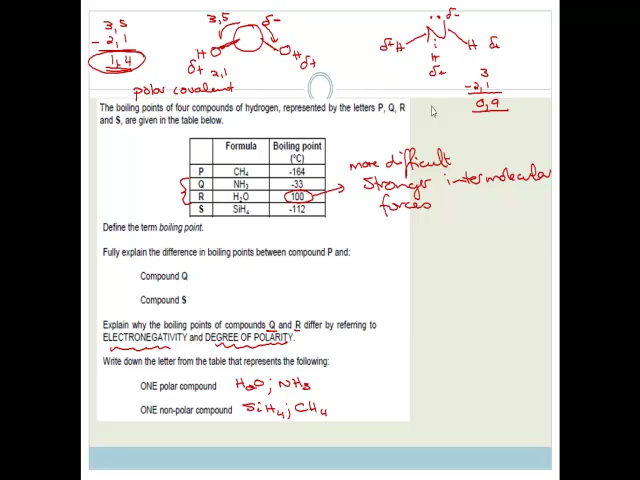 3,5
- 2,1
1,4
3,5
δ-
H
H
δ+
δ+
2,1
polar covalent
δ-
N
δ+ H
H
H
δ+
3
- 2,1
0,9
The boiling points of four compounds of hydrogen, represented by the letters P, Q, R
and S, are given in the table below.
Formula Boiling point
(°C)
P CH₄ -164
Q NH₃ -33
R H₂O 100
S SiH₄ -112
more difficult
stronger intermolecular
forces
Define the term boiling point.
Fully explain the difference in boiling points between compound P and:
Compound Q
Compound S
Explain why the boiling points of compounds Q and R differ by referring to
ELECTRONEGATIVITY and DEGREE OF POLARITY.
Write down the letter from the table that represents the following:
ONE polar compound H₂O ; NH₃
ONE non-polar compound SiH₄ ; CH₄